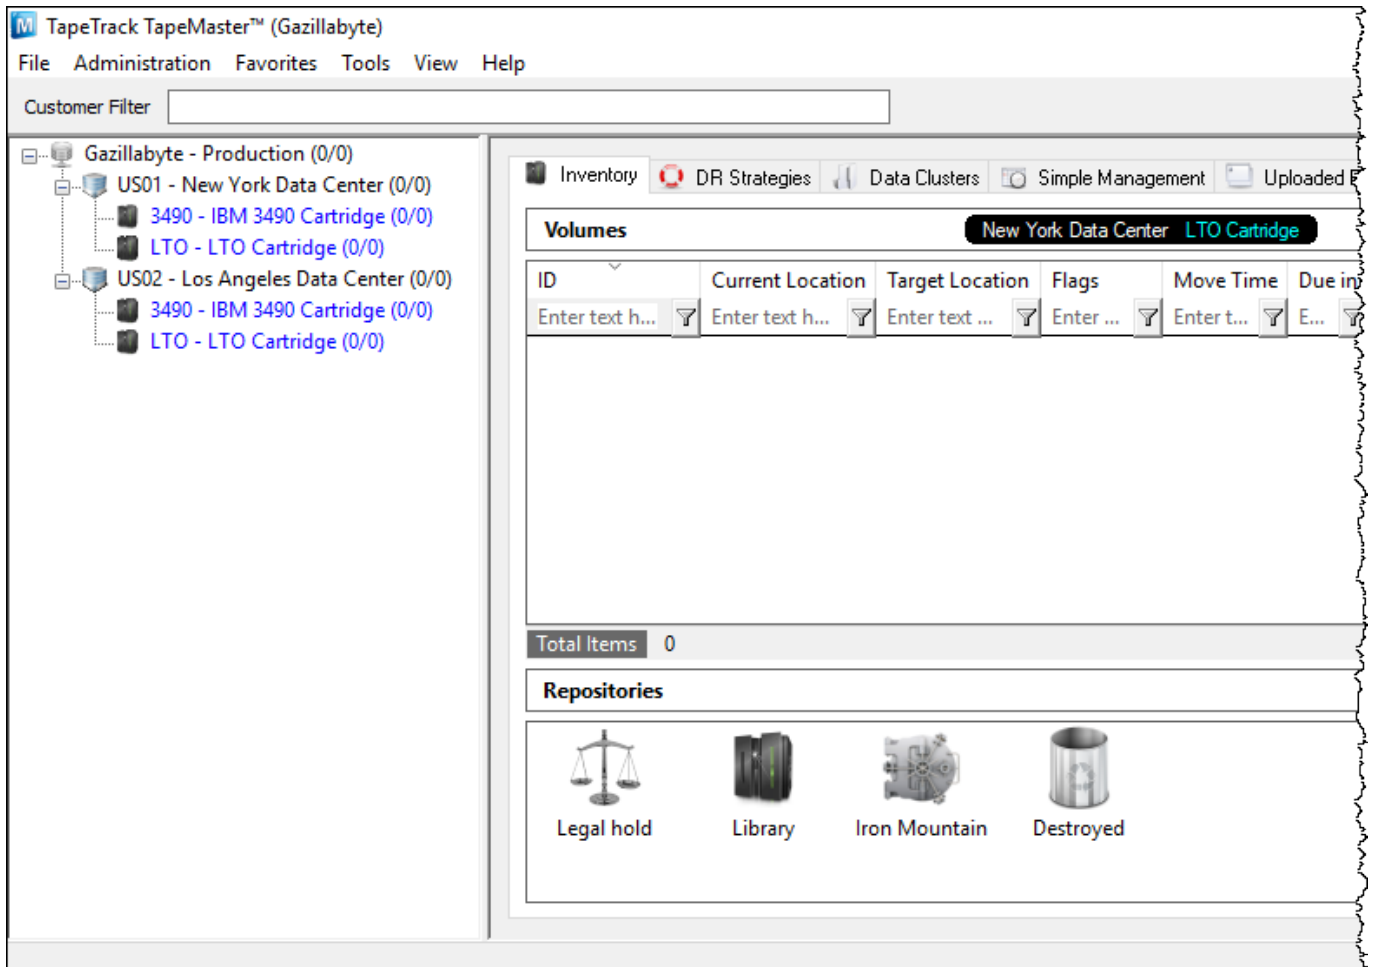 TapeTrack TapeMaster™ (Gazillabyte)
File Administration Favorites Tools View Help
Customer Filter
Gazillabyte - Production (0/0)
US01 - New York Data Center (0/0)
3490 - IBM 3490 Cartridge (0/0)
LTO - LTO Cartridge (0/0)
US02 - Los Angeles Data Center (0/0)
3490 - IBM 3490 Cartridge (0/0)
LTO - LTO Cartridge (0/0)
Inventory DR Strategies Data Clusters Simple Management Uploaded
Volumes New York Data Center LTO Cartridge
ID Current Location Target Location Flags Move Time Due in
Enter text h... Enter text h... Enter text ... Enter ... Enter t... E...
Total Items 0
Repositories
Legal hold Library Iron Mountain Destroyed